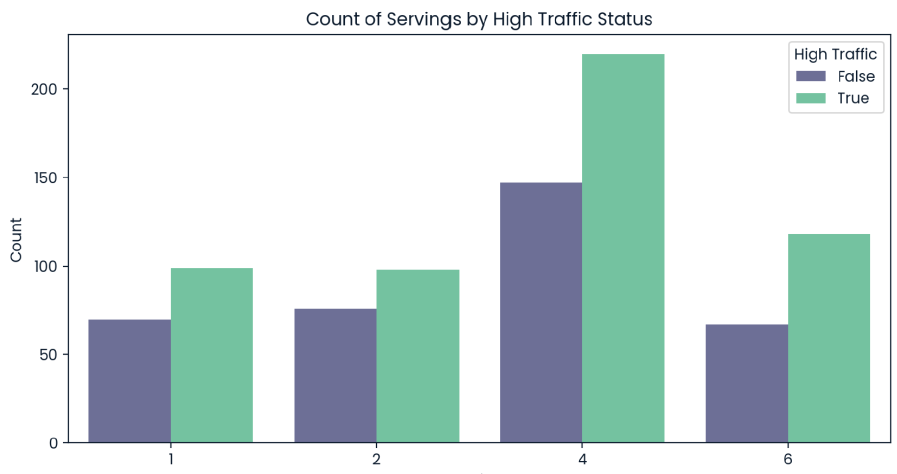 Count of Servings by High Traffic Status
High Traffic
False
True
200
150
100
50
0
Count
1
2
4
6